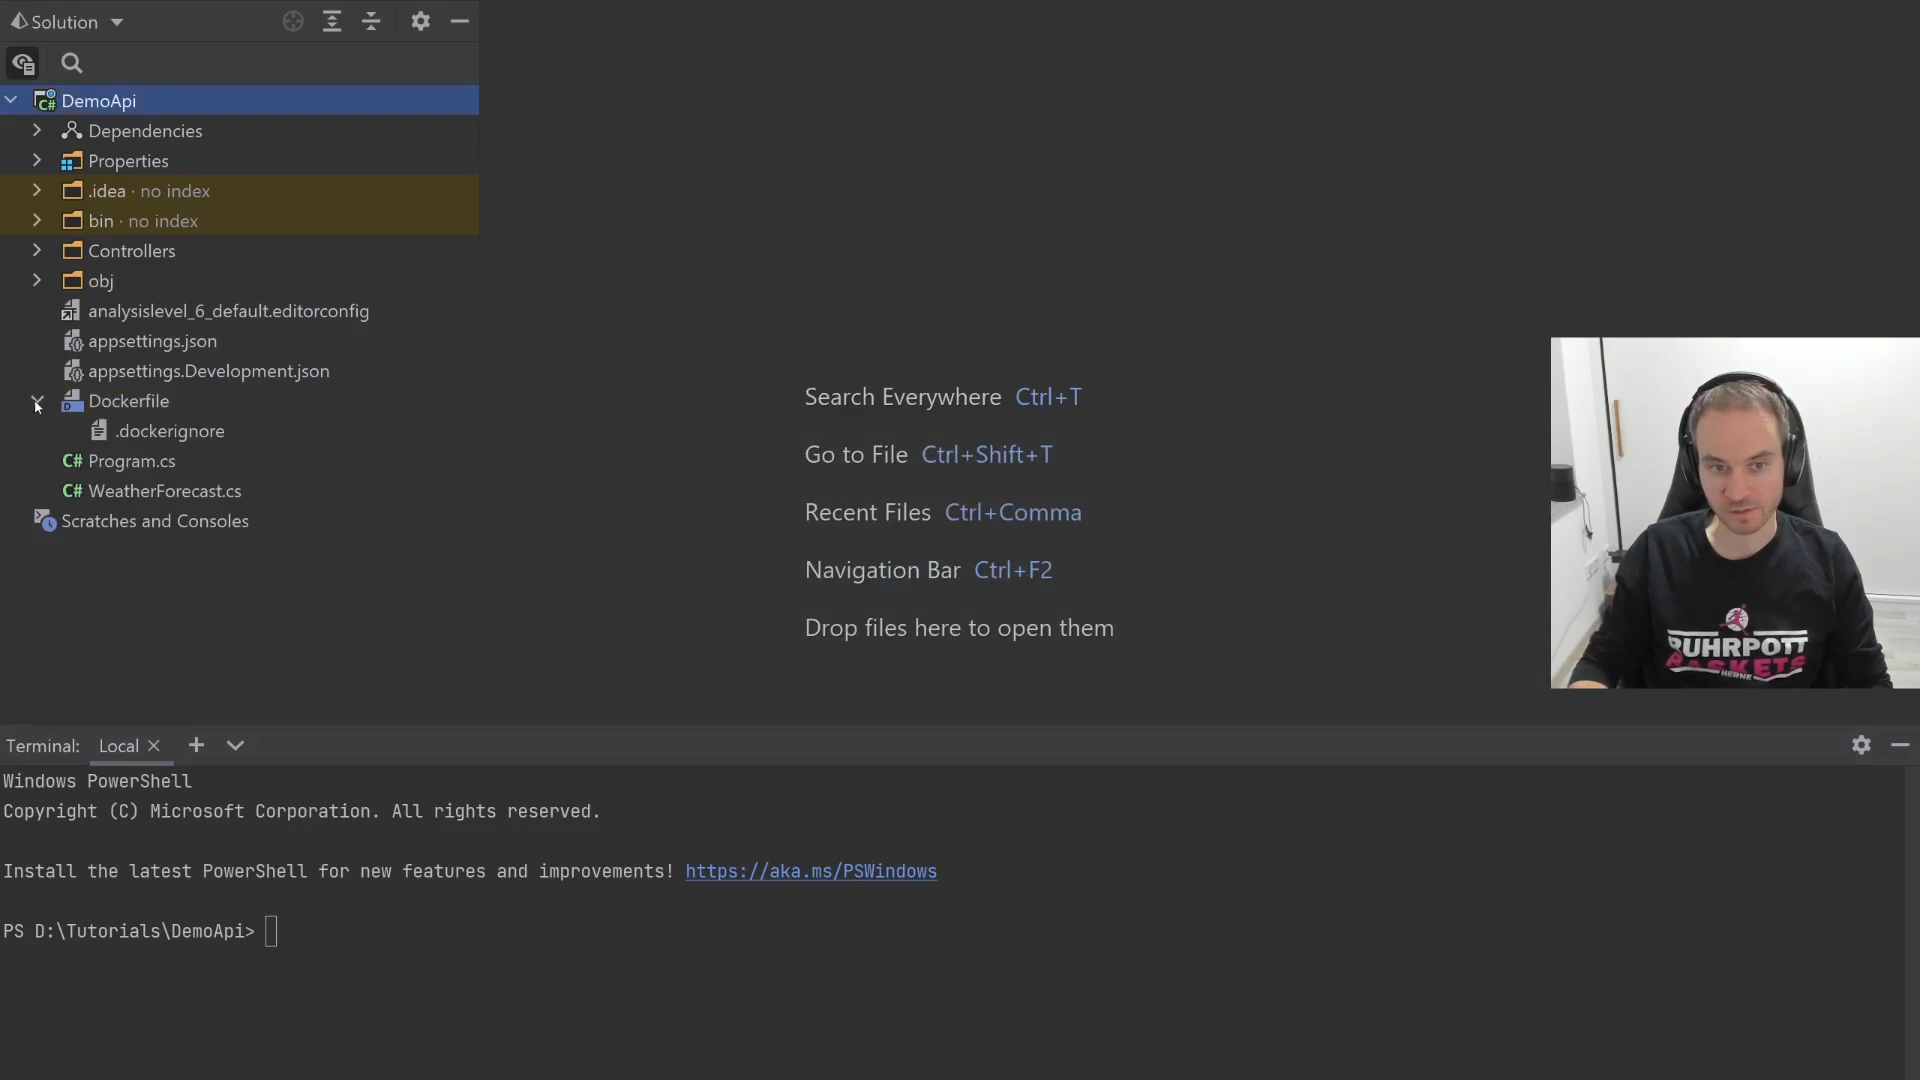 Solution
DemoApi
Dependencies
Properties
.idea · no index
bin · no index
Controllers
obj
analysislevel_6_default.editorconfig
appsettings.json
appsettings.Development.json
Dockerfile
.dockerignore
C# Program.cs
C# WeatherForecast.cs
Scratches and Consoles
Search Everywhere Ctrl+T
Go to File Ctrl+Shift+T
Recent Files Ctrl+Comma
Navigation Bar Ctrl+F2
Drop files here to open them
RUHRPOTT
BASKETS
HERNE
Terminal: Local
Windows PowerShell
Copyright (C) Microsoft Corporation. All rights reserved.
Install the latest PowerShell for new features and improvements! https://aka.ms/PSWindows
PS D:\Tutorials\DemoApi>